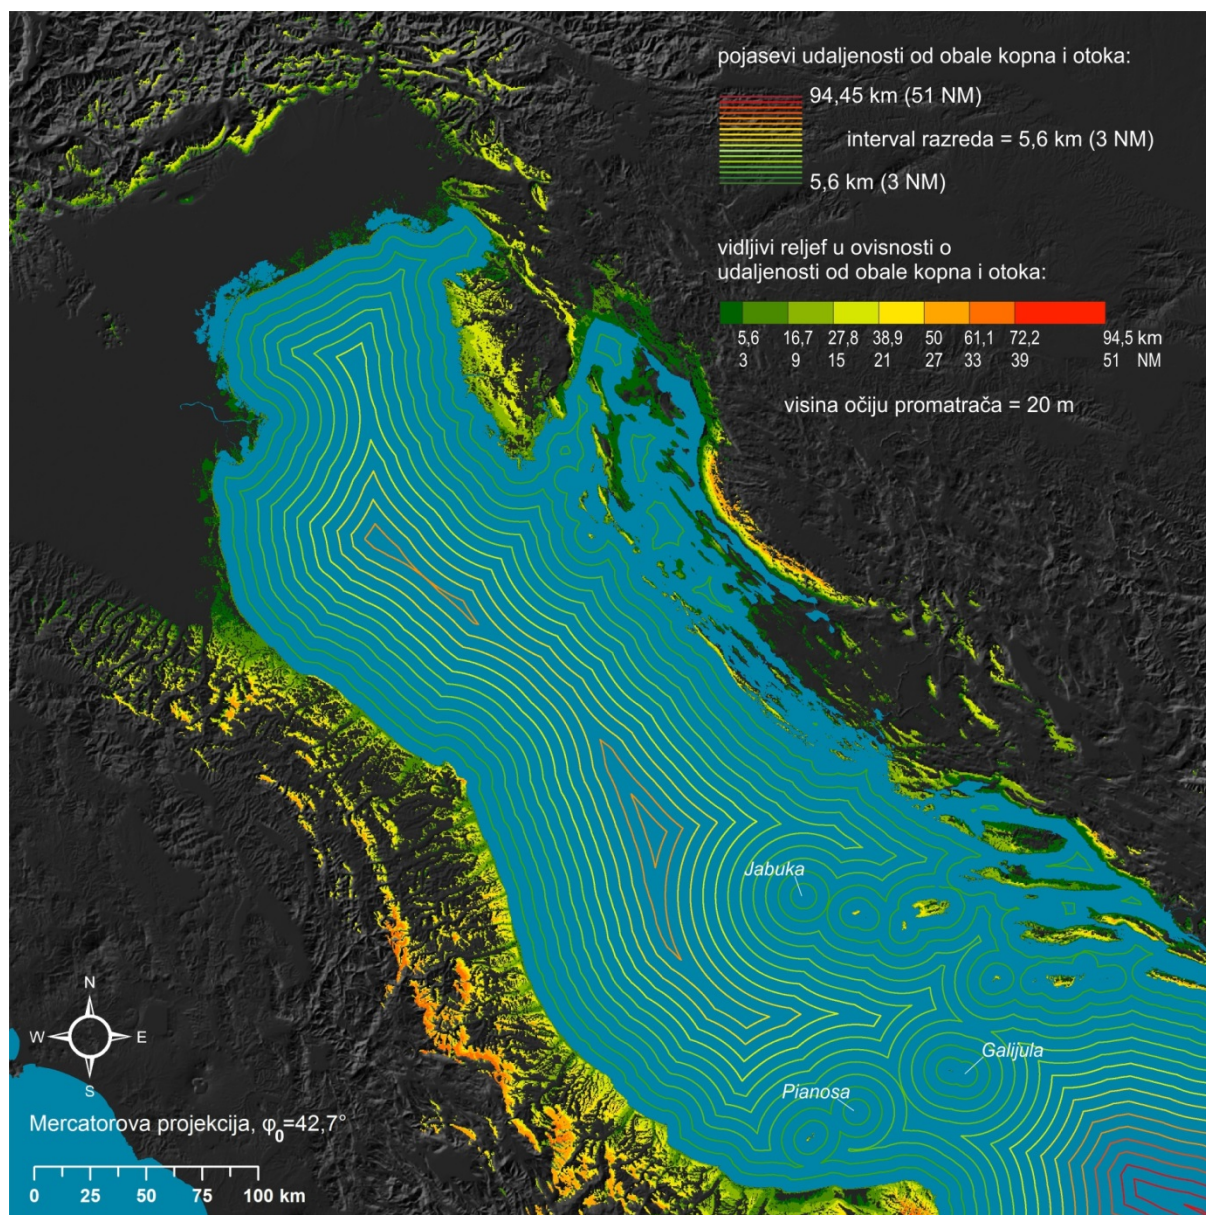 pojasevi udaljenosti od obale kopna i otoka:
94,45 km (51 NM)
interval razreda = 5,6 km (3 NM)
5,6 km (3 NM)
vidljivi reljef u ovisnosti o
udaljenosti od obale kopna i otoka:
5,6 16,7 27,8 38,9 50 61,1 72,2 94,5 km
3 9 15 21 27 33 39 51 NM
visina očiju promatrača = 20 m
Jabuka
Galijula
Pianosa
N
W E
S
Mercatorova projekcija, φ₀=42,7°
0 25 50 75 100 km